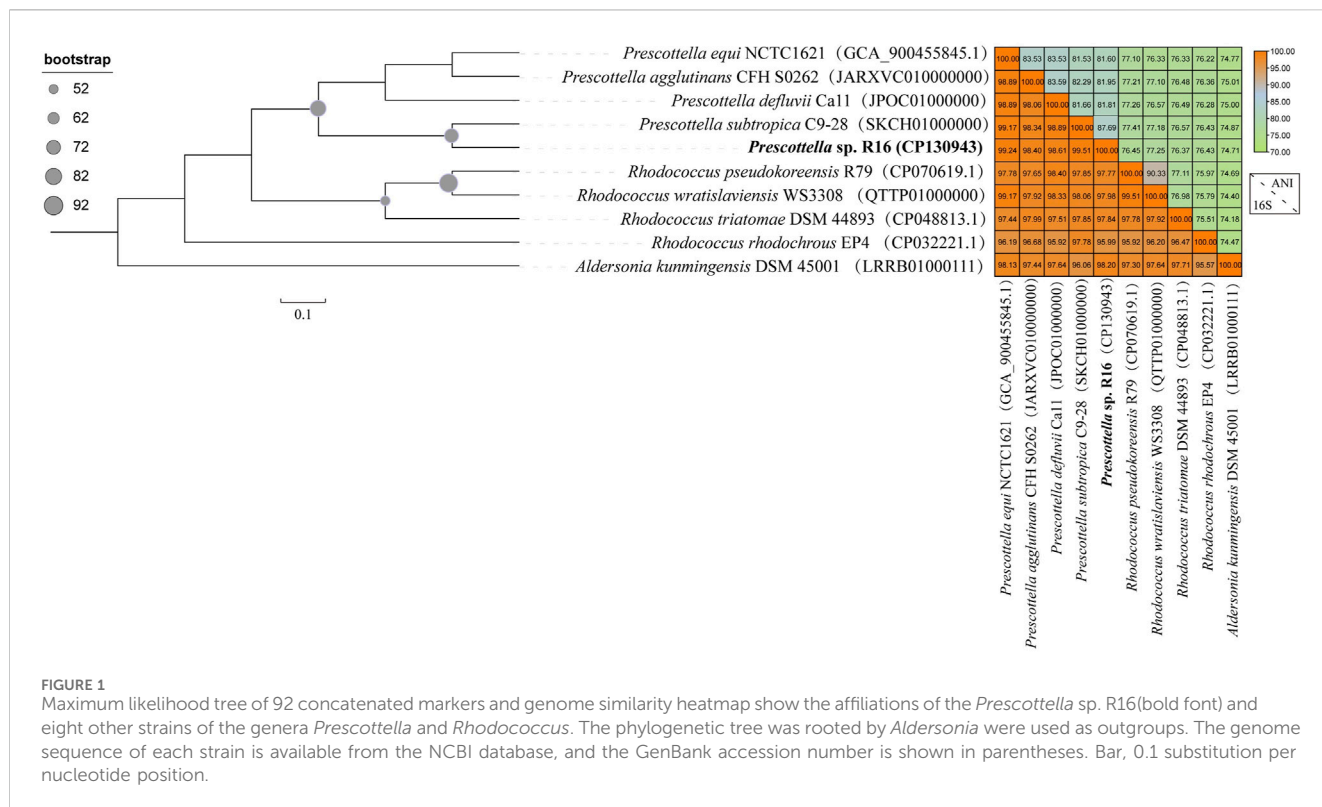 bootstrap
52
62
72
82
92
Prescottella equi NCTC1621 (GCA_900455845.1)
Prescottella agglutinans CFH S0262 (JARXVC010000000)
Prescottella defluvii Ca11 (JPOC01000000)
Prescottella subtropica C9-28 (SKCH01000000)
Prescottella sp. R16 (CP130943)
Rhodococcus pseudokoreensis R79 (CP070619.1)
Rhodococcus wratislaviensis WS3308 (QTTP01000000)
Rhodococcus triatomae DSM 44893 (CP048813.1)
Rhodococcus rhodochrous EP4 (CP032221.1)
Aldersonia kunmingensis DSM 45001 (LRRB01000111)
0.1
100.00 83.53 83.53 81.53 81.60 77.10 76.33 76.33 76.22 74.77
98.89 100.00 83.59 82.29 81.95 77.21 77.10 76.48 76.36 75.01
98.89 98.06 100.00 81.66 81.81 77.26 76.57 76.49 76.28 75.00
99.17 98.34 98.89 100.00 87.69 77.41 77.18 76.57 76.43 74.87
99.24 98.40 98.61 99.51 100.00 76.45 77.25 76.37 76.43 74.71
97.78 97.65 98.40 97.85 97.77 100.00 90.33 77.11 75.97 74.69
99.17 97.92 98.33 98.06 97.98 99.51 100.00 76.98 75.79 74.40
97.44 97.99 97.51 97.85 97.84 97.78 97.92 100.00 75.51 74.18
96.19 96.68 95.92 97.78 95.99 95.92 96.20 96.47 100.00 74.47
98.13 97.44 97.64 96.06 98.20 97.30 97.64 97.71 95.57 100.00
100.00
95.00
90.00
85.00
80.00
75.00
70.00
ANI
16S
Prescottella equi NCTC1621 (GCA_900455845.1)
Prescottella agglutinans CFH S0262 (JARXVC010000000)
Prescottella defluvii Ca11 (JPOC01000000)
Prescottella subtropica C9-28 (SKCH01000000)
Prescottella sp. R16 (CP130943)
Rhodococcus pseudokoreensis R79 (CP070619.1)
Rhodococcus wratislaviensis WS3308 (QTTP01000000)
Rhodococcus triatomae DSM 44893 (CP048813.1)
Rhodococcus rhodochrous EP4 (CP032221.1)
Aldersonia kunmingensis DSM 45001 (LRRB01000111)
FIGURE 1
Maximum likelihood tree of 92 concatenated markers and genome similarity heatmap show the affiliations of the Prescottella sp. R16(bold font) and
eight other strains of the genera Prescottella and Rhodococcus. The phylogenetic tree was rooted by Aldersonia were used as outgroups. The genome
sequence of each strain is available from the NCBI database, and the GenBank accession number is shown in parentheses. Bar, 0.1 substitution per
nucleotide position.